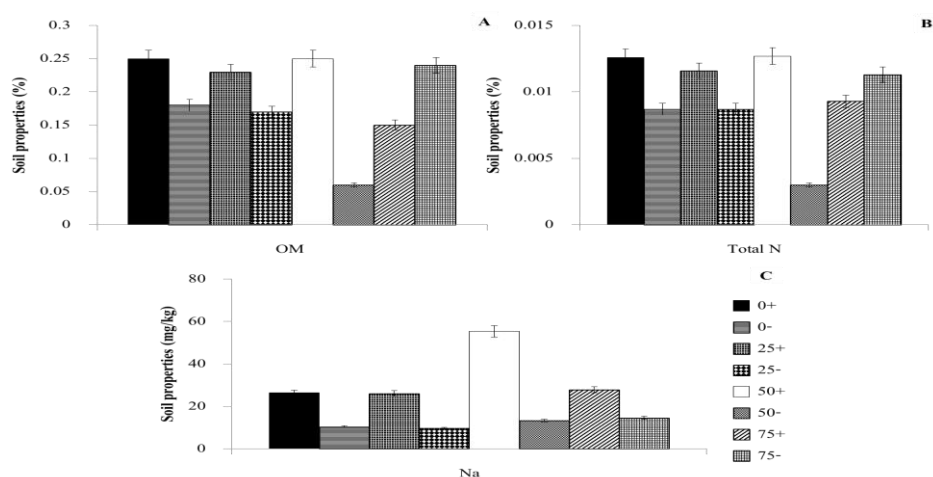 A
Soil properties (%)
0.3
0.25
0.2
0.15
0.1
0.05
0
OM
B
Soil properties (%)
0.015
0.01
0.005
0
Total N
C
Soil properties (mg/kg)
80
60
40
20
0
Na
0+
0-
25+
25-
50+
50-
75+
75-